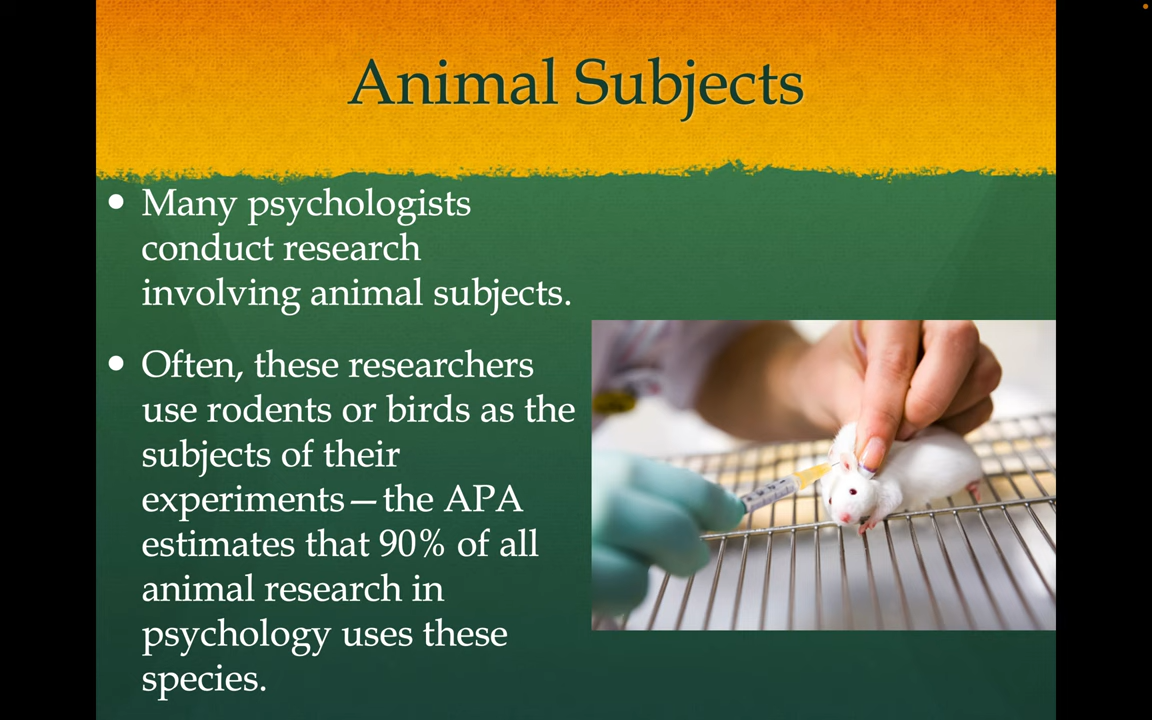 Animal Subjects
• Many psychologists
conduct research
involving animal subjects.
• Often, these researchers
use rodents or birds as the
subjects of their
experiments—the APA
estimates that 90% of all
animal research in
psychology uses these
species.